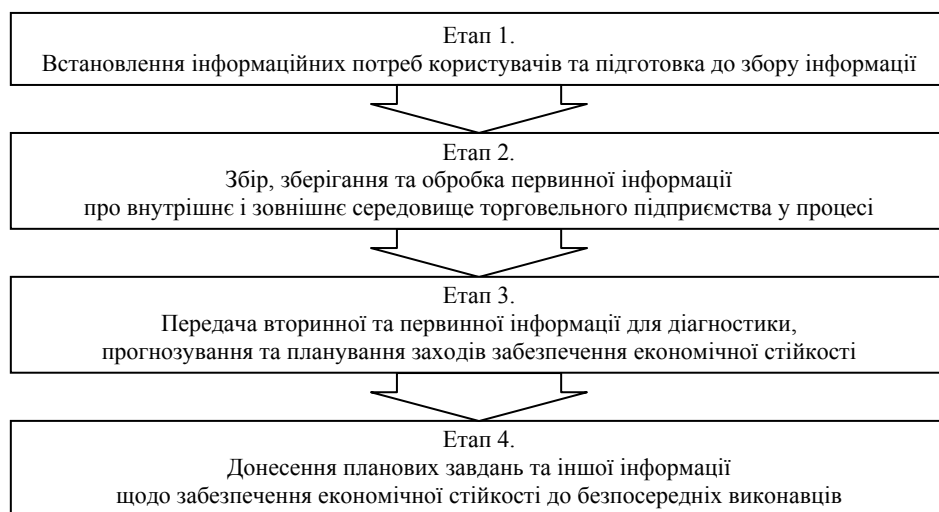 Етап 1.
Встановлення інформаційних потреб користувачів та підготовка до збору інформації
Етап 2.
Збір, зберігання та обробка первинної інформації
про внутрішнє і зовнішнє середовище торговельного підприємства у процесі
Етап 3.
Передача вторинної та первинної інформації для діагностики,
прогнозування та планування заходів забезпечення економічної стійкості
Етап 4.
Донесення планових завдань та іншої інформації
щодо забезпечення економічної стійкості до безпосередніх виконавців